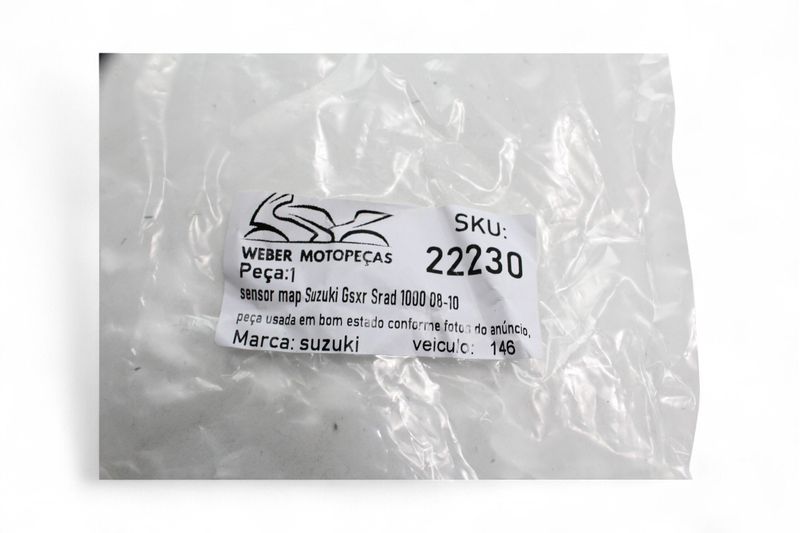 WEBER MOTOPEÇAS
SKU:
22230
Peça:1
sensor map Suzuki Gsxr Srad 1000 08-10
peça usada em bom estado conforme fotos do anúncio,
Marca: suzuki veiculo: 146